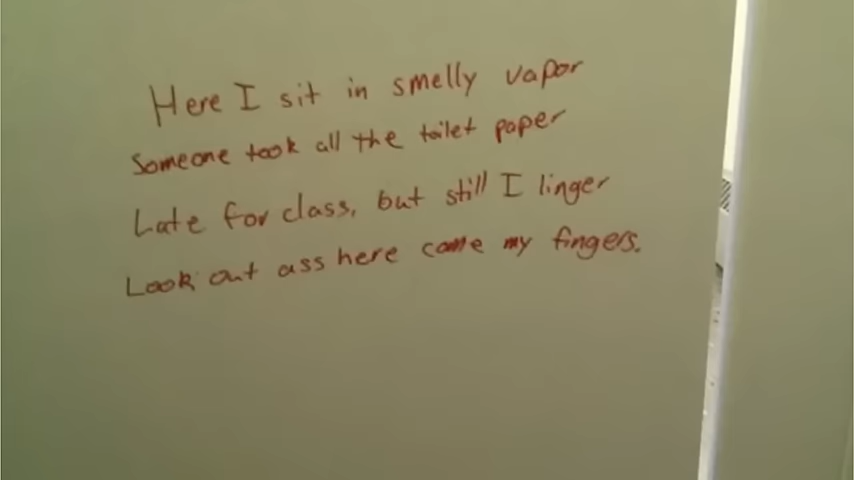 Here I sit in smelly vapor
Someone took all the toilet paper
Late for class, but still I linger
Look out ass here come my fingers.